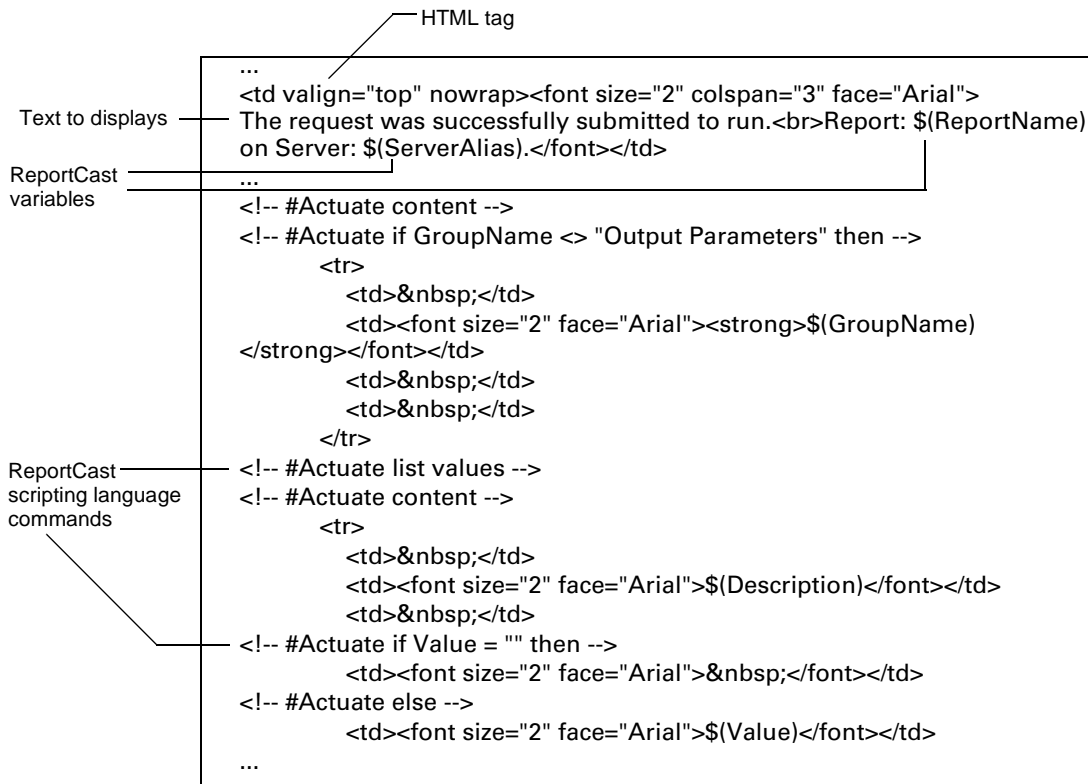 HTML tag
...
<td valign="top" nowrap><font size="2" colspan="3" face="Arial">
Text to displays
The request was successfully submitted to run.<br>Report: $(ReportName)
on Server: $(ServerAlias).</font></td>
ReportCast
variables
...
<!-- #Actuate content -->
<!-- #Actuate if GroupName <> "Output Parameters" then -->
<tr>
<td>&nbsp;</td>
<td><font size="2" face="Arial"><strong>$(GroupName)
</strong></font></td>
<td>&nbsp;</td>
<td>&nbsp;</td>
</tr>
ReportCast
scripting language
commands
<!-- #Actuate list values -->
<!-- #Actuate content -->
<tr>
<td>&nbsp;</td>
<td><font size="2" face="Arial">$(Description)</font></td>
<td>&nbsp;</td>
<!-- #Actuate if Value = "" then -->
<td><font size="2" face="Arial">&nbsp;</font></td>
<!-- #Actuate else -->
<td><font size="2" face="Arial">$(Value)</font></td>
...